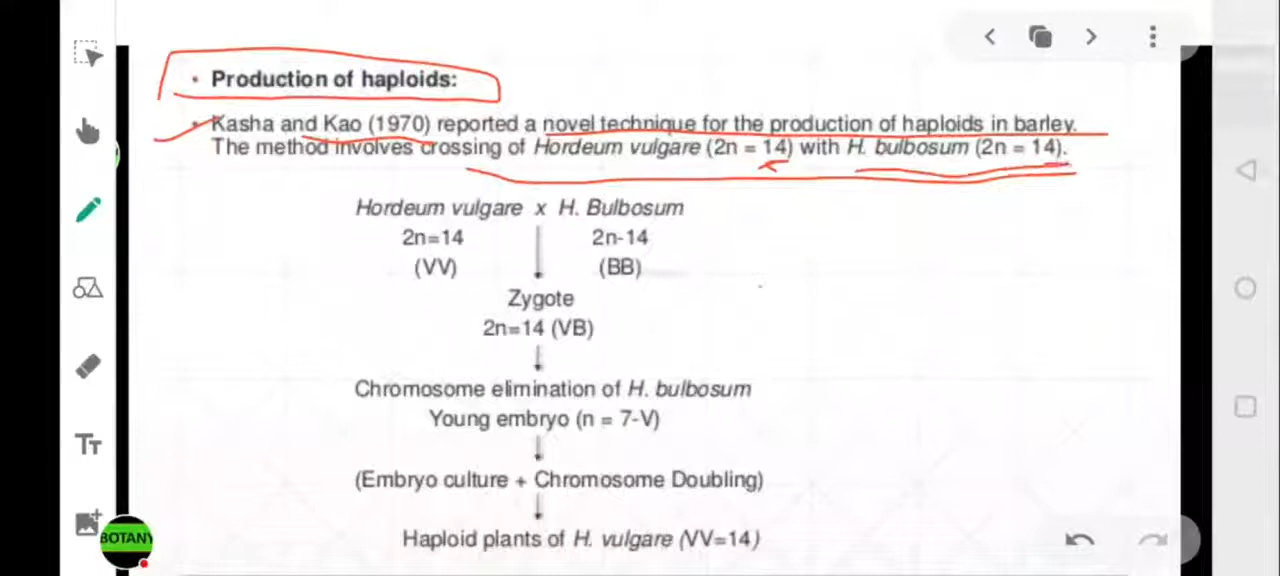 • Production of haploids:
• Kasha and Kao (1970) reported a novel technique for the production of haploids in barley.
The method involves crossing of Hordeum vulgare (2n = 14) with H. bulbosum (2n = 14).
Hordeum vulgare x H. Bulbosum
2n=14 2n-14
(VV) (BB)
Zygote
2n=14 (VB)
Chromosome elimination of H. bulbosum
Young embryo (n = 7-V)
(Embryo culture + Chromosome Doubling)
Haploid plants of H. vulgare (VV=14)
TT
BOTANY